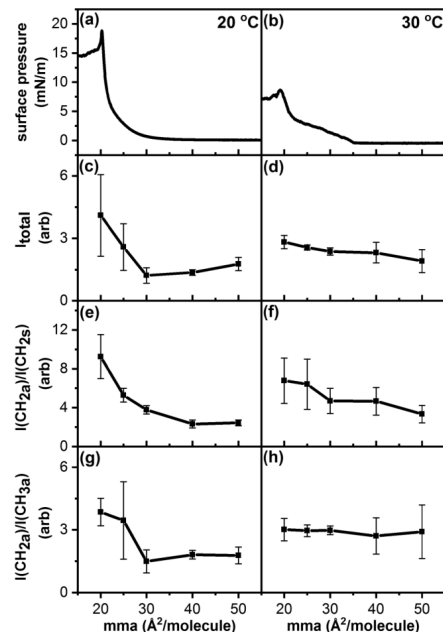 (a) 20 °C (b) 30 °C
surface pressure
(mN/m)
20
15
10
5
0
(c) (d)
I_total
(arb)
6
3
0
(e) (f)
I(CH₂a)/I(CH₂s)
(arb)
12
8
4
0
(g) (h)
I(CH₂a)/I(CH₃a)
(arb)
6
3
0
20 30 40 50 20 30 40 50
mma (Å²/molecule) mma (Å²/molecule)